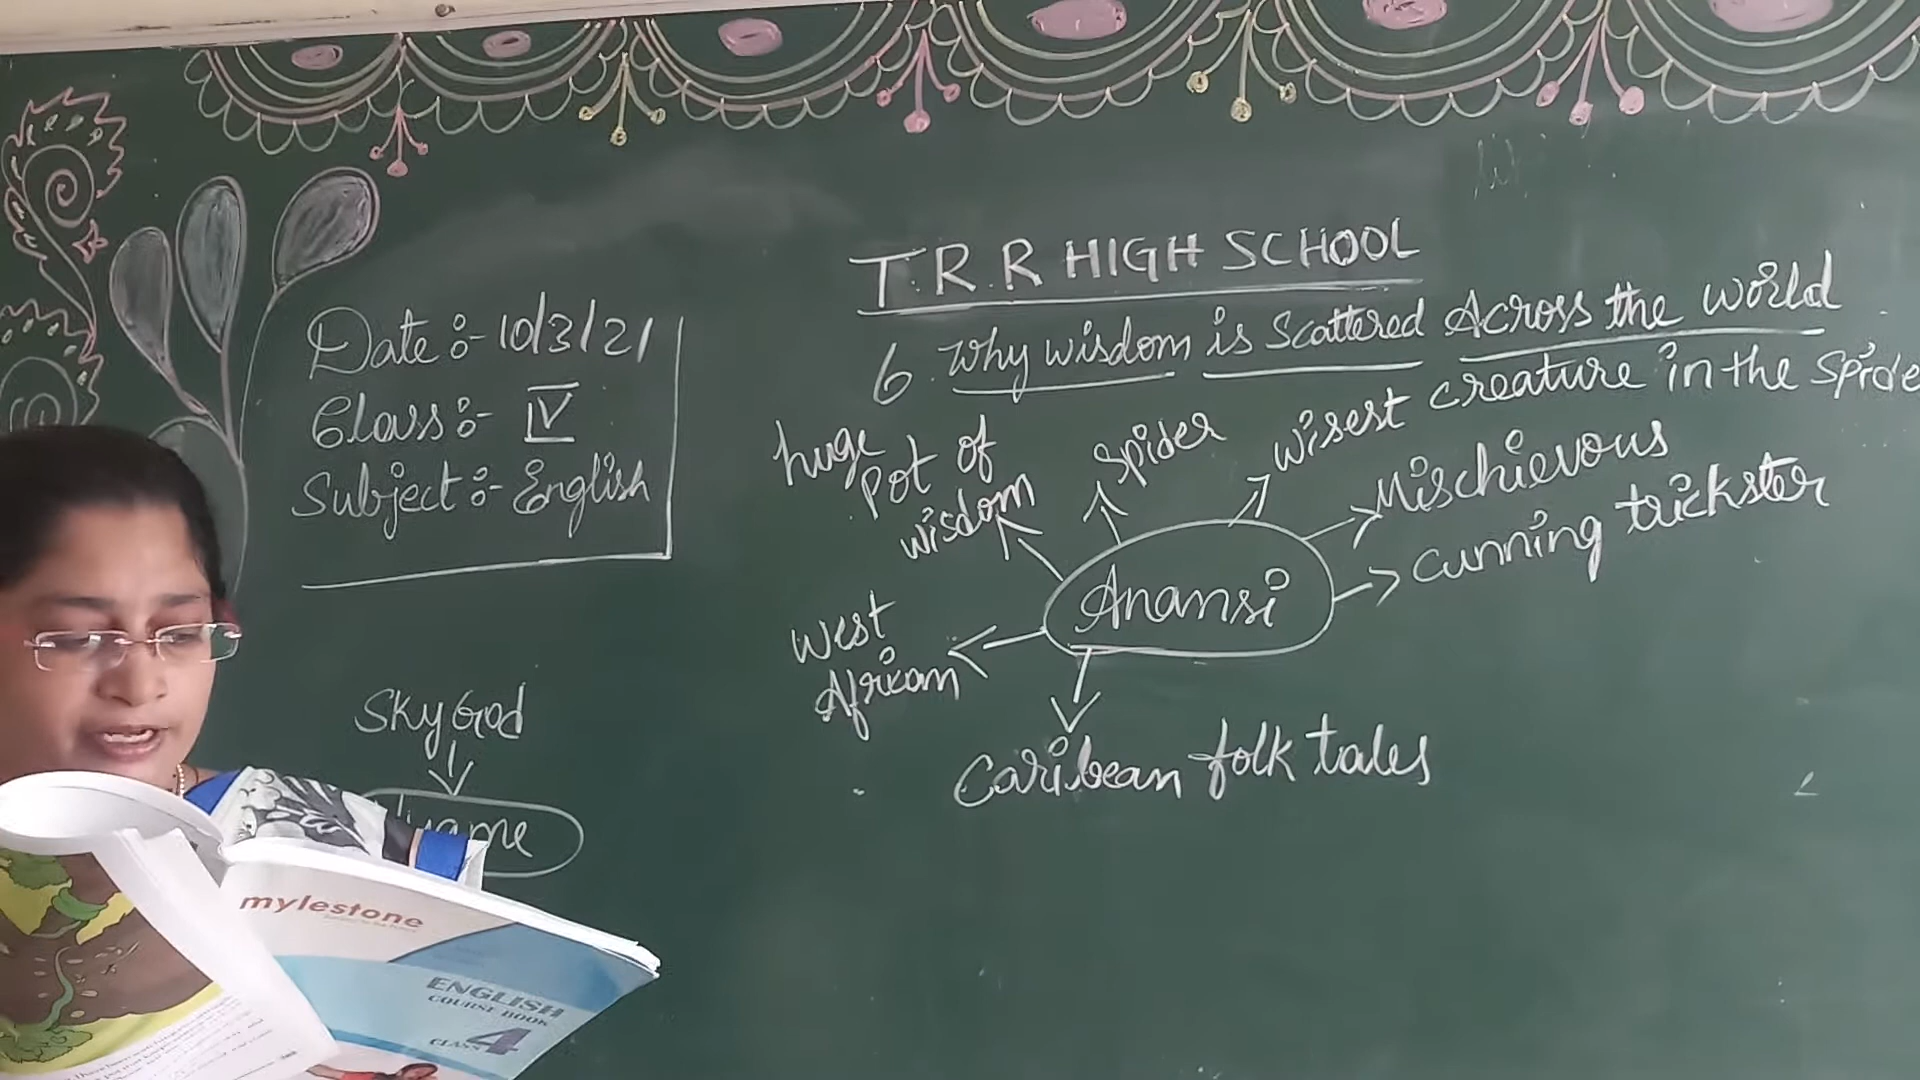 T.R.R HIGH SCHOOL
6. Why wisdom is scattered Across the world
Date:- 10/3/21
Class:- IV
Subject:- English
huge
Pot of
wisdom
spider
wisest creature in the
Mischievous
cunning trickster
Anansi
West
African
Caribean folk tales
Sky God
mylestone
ENGLISH
COURSE BOOK
CLASS 4